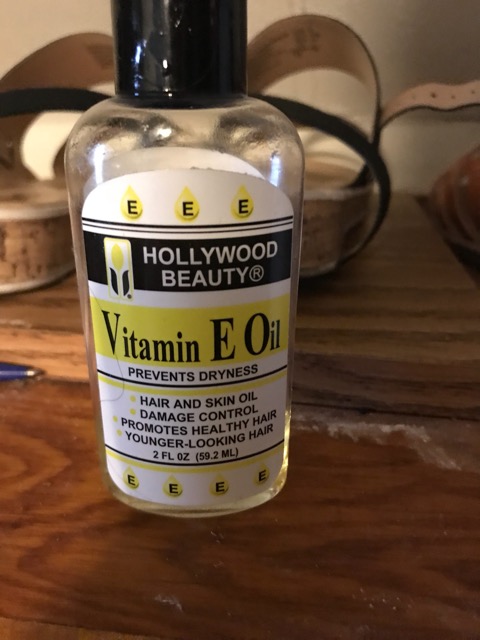 E E E
HOLLYWOOD
BEAUTY®
Vitamin E Oil
PREVENTS DRYNESS
• HAIR AND SKIN OIL
• DAMAGE CONTROL
• PROMOTES HEALTHY HAIR
• YOUNGER-LOOKING HAIR
2 FL OZ (59.2 ML)
E E E E